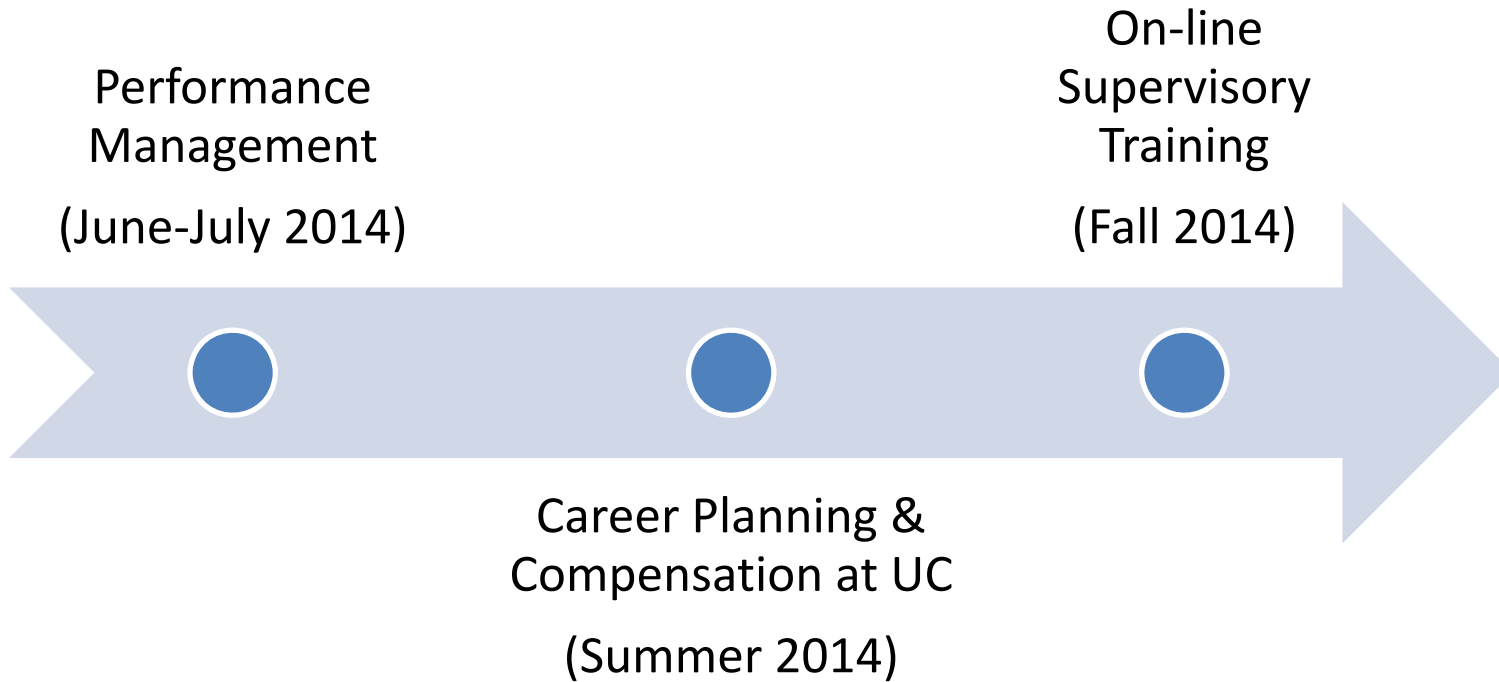 Performance
Management
(June-July 2014)
Career Planning &
Compensation at UC
(Summer 2014)
On-line
Supervisory
Training
(Fall 2014)